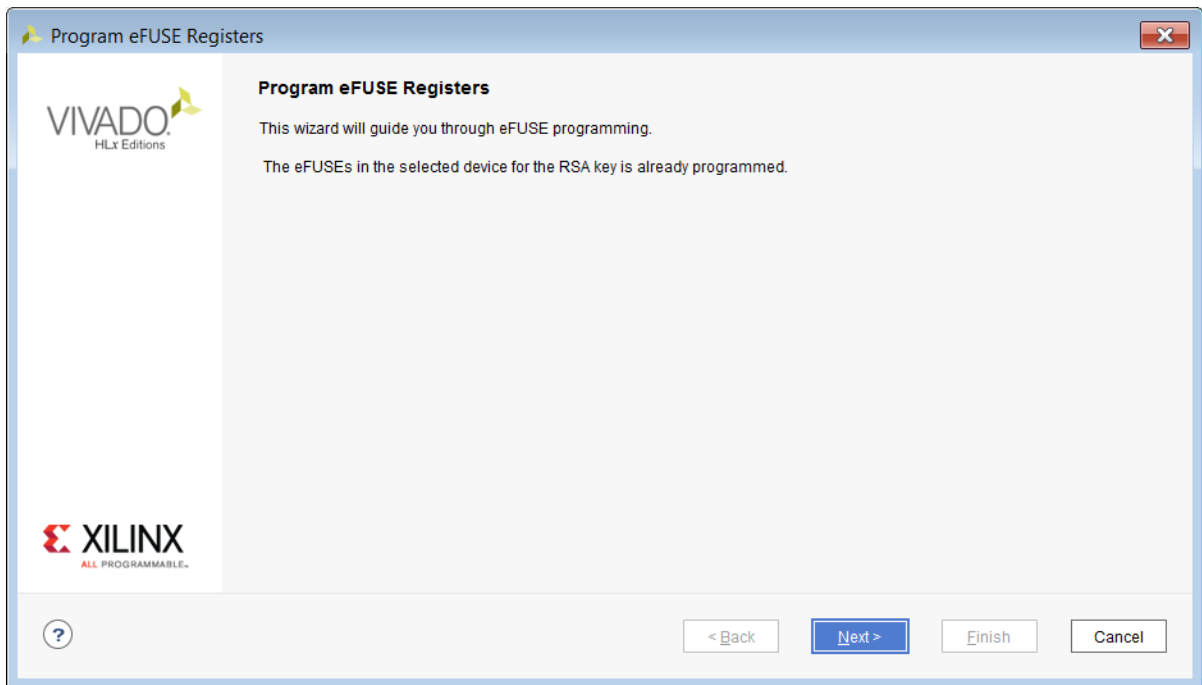 Program eFUSE Registers
VIVADO.
HLx Editions
Program eFUSE Registers
This wizard will guide you through eFUSE programming.
The eFUSEs in the selected device for the RSA key is already programmed.
XILINX
ALL PROGRAMMABLE™
?
< Back
Next >
Finish
Cancel